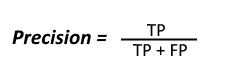 Precision = TP
TP + FP